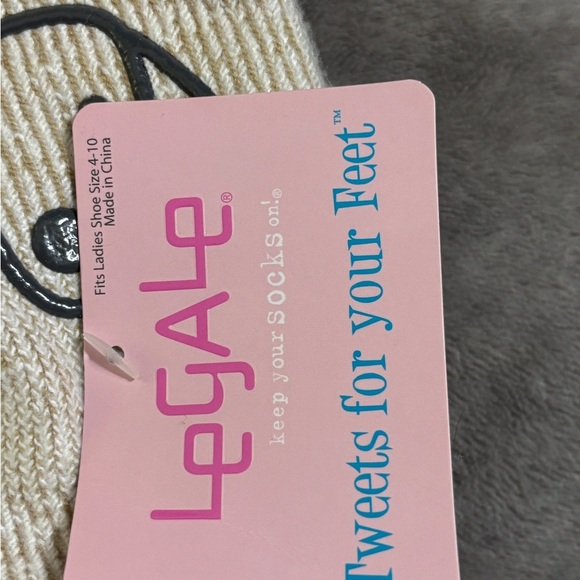 Fits Ladies Shoe Size 4-10
Made in China
LeGALe®
keep your socks on!®
Tweets for your Feet™